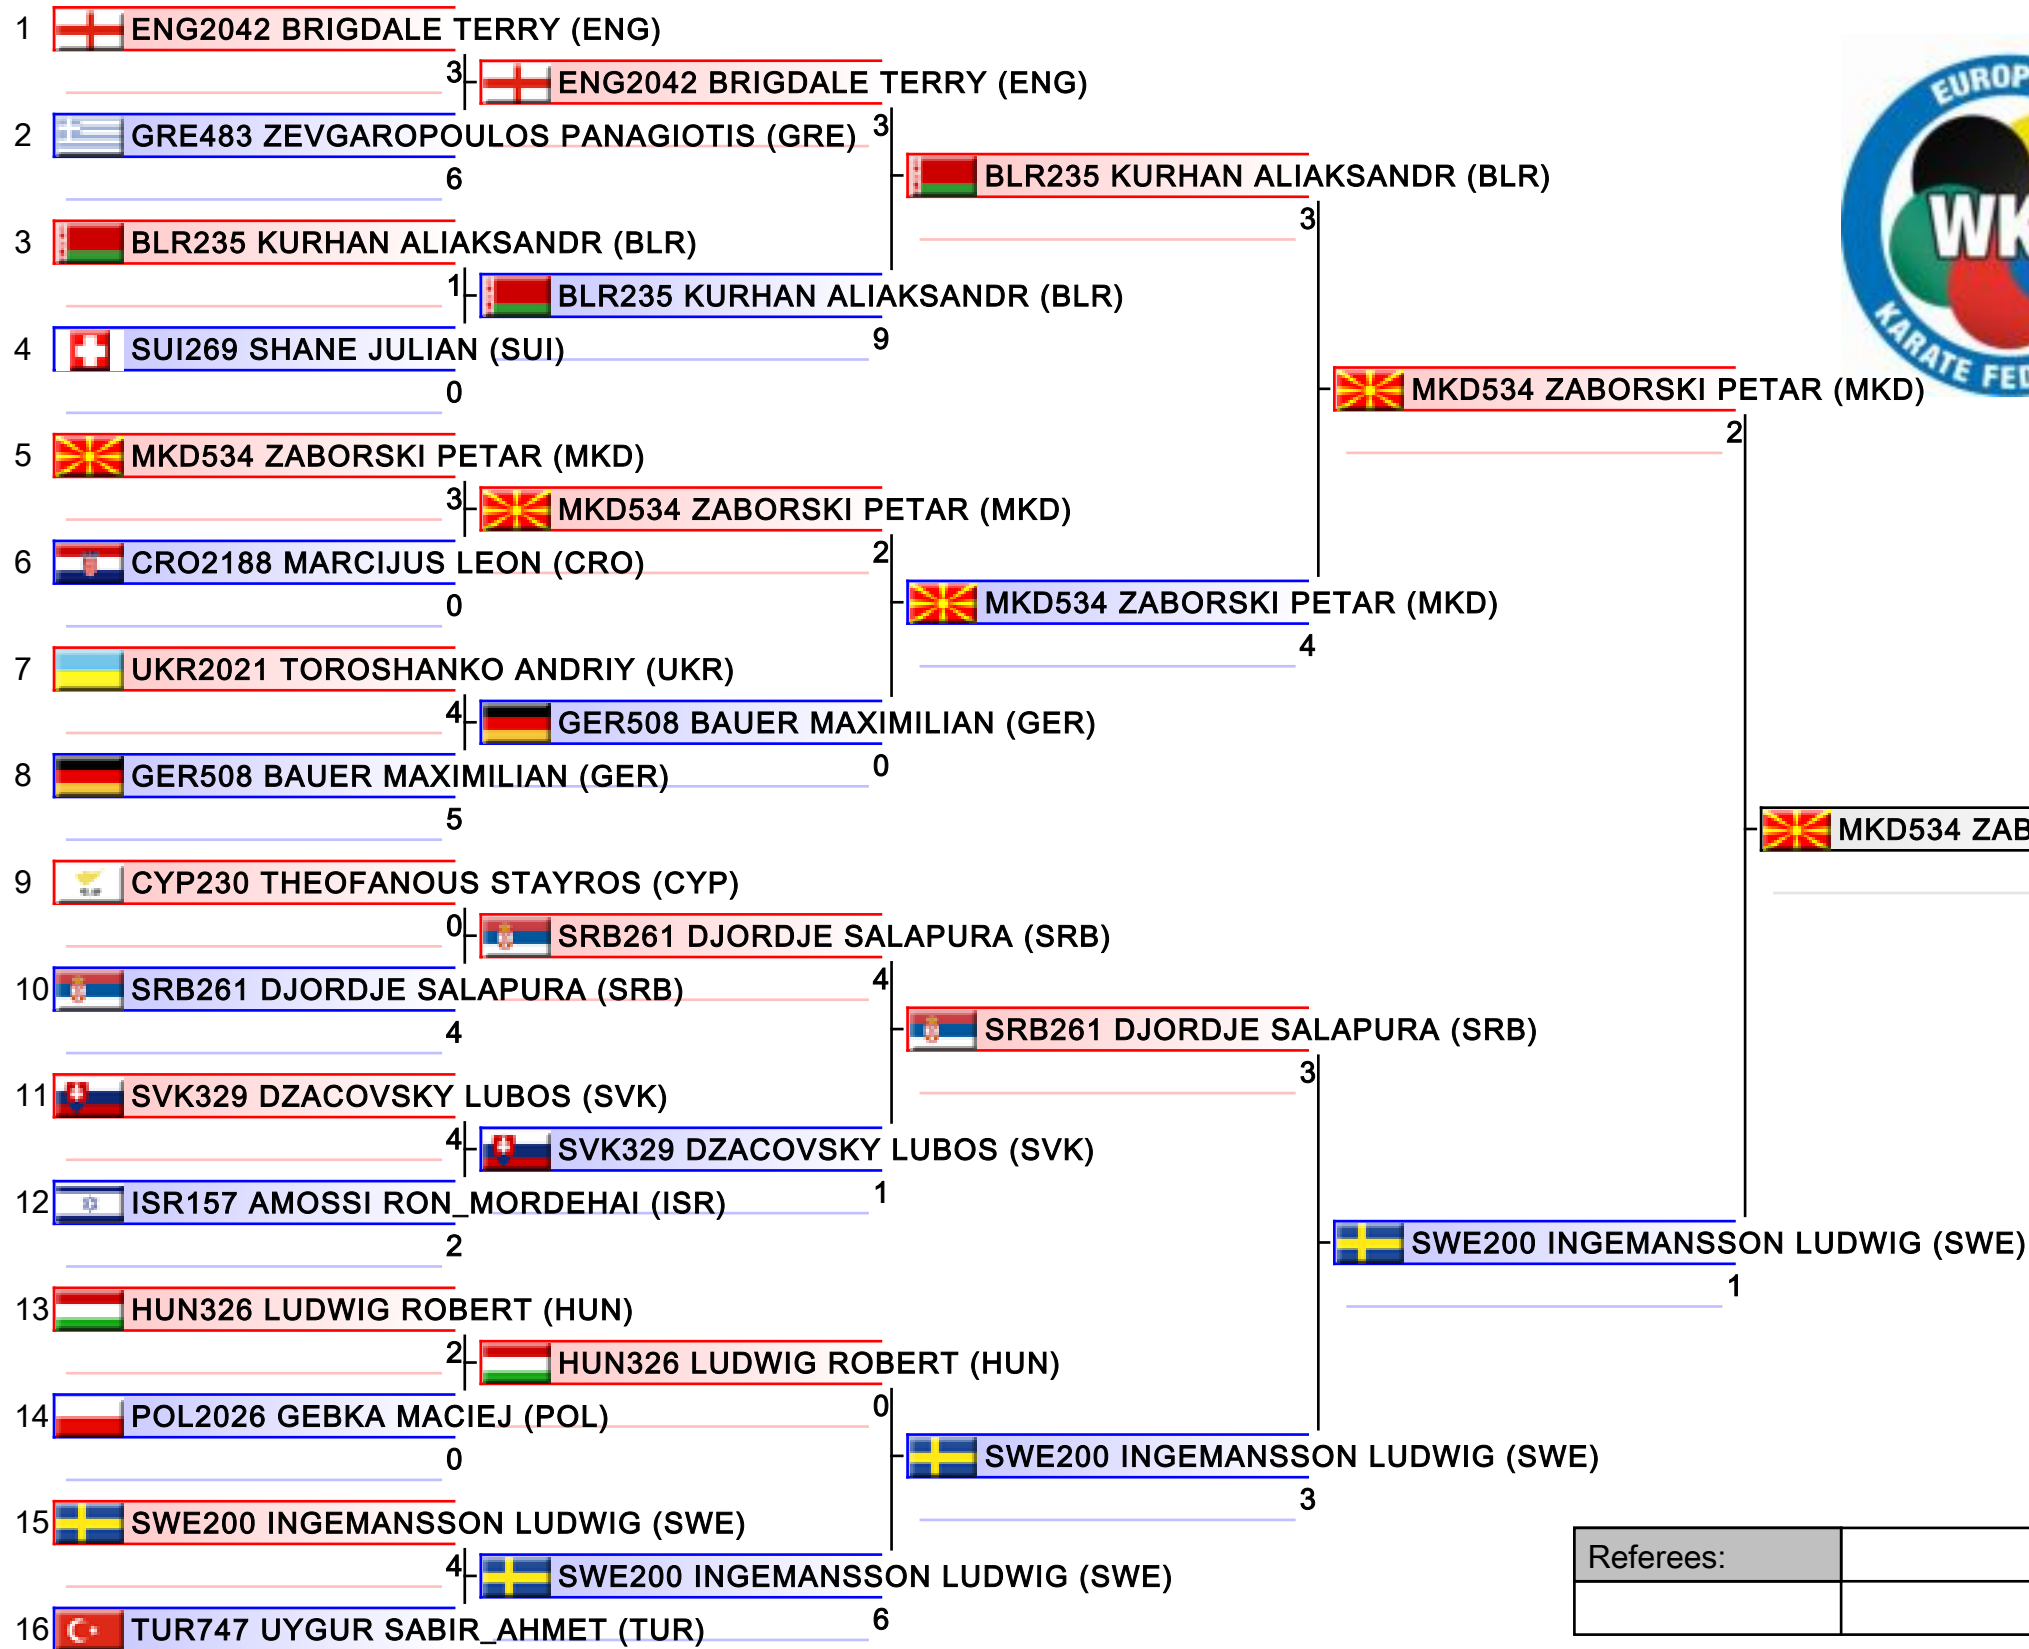 1 ENG2042 BRIGDALE TERRY (ENG)
3 ENG2042 BRIGDALE TERRY (ENG)
2 GRE483 ZEVGAROPOULOS PANAGIOTIS (GRE) 3
6 BLR235 KURHAN ALIAKSANDR (BLR)
3 BLR235 KURHAN ALIAKSANDR (BLR) 3
1 BLR235 KURHAN ALIAKSANDR (BLR)
4 SUI269 SHANE JULIAN (SUI) 9
0 MKD534 ZABORSKI PETAR (MKD)
5 MKD534 ZABORSKI PETAR (MKD) 2
3 MKD534 ZABORSKI PETAR (MKD)
6 CRO2188 MARCIJUS LEON (CRO) 2
0 MKD534 ZABORSKI PETAR (MKD)
4
7 UKR2021 TOROSHANKO ANDRIY (UKR)
4 GER508 BAUER MAXIMILIAN (GER)
8 GER508 BAUER MAXIMILIAN (GER) 0
5 MKD534 ZAB
9 CYP230 THEOFANOUS STAYROS (CYP)
0 SRB261 DJORDJE SALAPURA (SRB)
10 SRB261 DJORDJE SALAPURA (SRB) 4
4 SRB261 DJORDJE SALAPURA (SRB)
11 SVK329 DZACOVSKY LUBOS (SVK) 3
4 SVK329 DZACOVSKY LUBOS (SVK)
12 ISR157 AMOSSI RON_MORDEHAI (ISR) 1
2 SWE200 INGEMANSSON LUDWIG (SWE)
1
13 HUN326 LUDWIG ROBERT (HUN)
2 HUN326 LUDWIG ROBERT (HUN)
14 POL2026 GEBKA MACIEJ (POL) 0
0 SWE200 INGEMANSSON LUDWIG (SWE)
3
15 SWE200 INGEMANSSON LUDWIG (SWE)
4 SWE200 INGEMANSSON LUDWIG (SWE)
16 TUR747 UYGUR SABIR_AHMET (TUR) 6
EUROP
WK
KARATE FED
Referees: